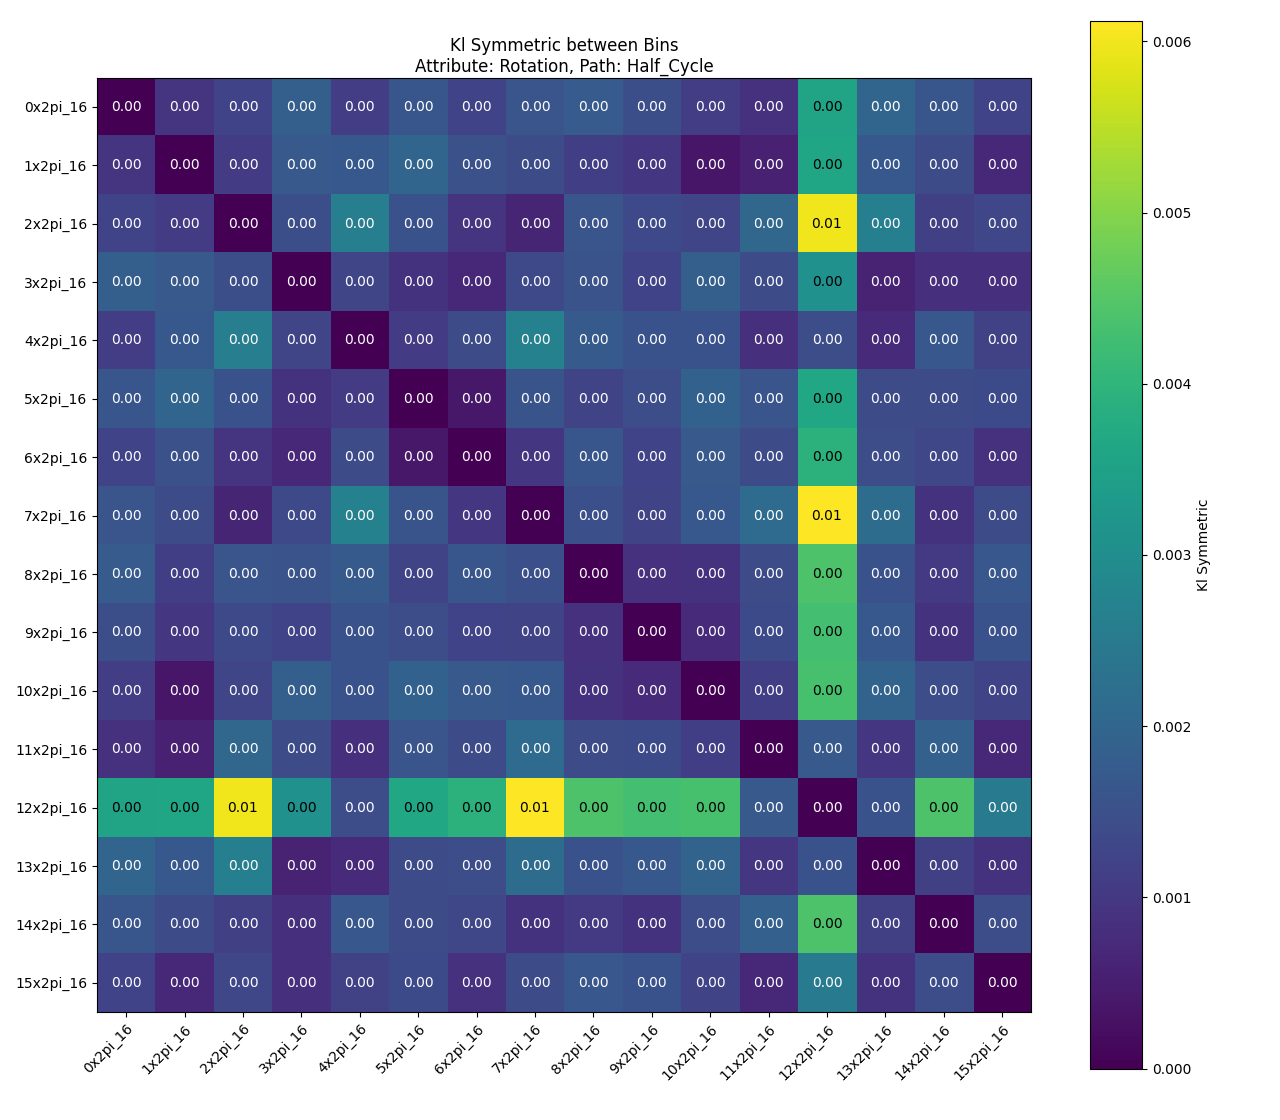 Kl Symmetric between Bins
Attribute: Rotation, Path: Half_Cycle
0x2pi_16 0.00 0.00 0.00 0.00 0.00 0.00 0.00 0.00 0.00 0.00 0.00 0.00 0.00 0.00 0.00 0.00
1x2pi_16 0.00 0.00 0.00 0.00 0.00 0.00 0.00 0.00 0.00 0.00 0.00 0.00 0.00 0.00 0.00 0.00
2x2pi_16 0.00 0.00 0.00 0.00 0.00 0.00 0.00 0.00 0.00 0.00 0.00 0.00 0.01 0.00 0.00 0.00
3x2pi_16 0.00 0.00 0.00 0.00 0.00 0.00 0.00 0.00 0.00 0.00 0.00 0.00 0.00 0.00 0.00 0.00
4x2pi_16 0.00 0.00 0.00 0.00 0.00 0.00 0.00 0.00 0.00 0.00 0.00 0.00 0.00 0.00 0.00 0.00
5x2pi_16 0.00 0.00 0.00 0.00 0.00 0.00 0.00 0.00 0.00 0.00 0.00 0.00 0.00 0.00 0.00 0.00
6x2pi_16 0.00 0.00 0.00 0.00 0.00 0.00 0.00 0.00 0.00 0.00 0.00 0.00 0.00 0.00 0.00 0.00
7x2pi_16 0.00 0.00 0.00 0.00 0.00 0.00 0.00 0.00 0.00 0.00 0.00 0.00 0.01 0.00 0.00 0.00
8x2pi_16 0.00 0.00 0.00 0.00 0.00 0.00 0.00 0.00 0.00 0.00 0.00 0.00 0.00 0.00 0.00 0.00
9x2pi_16 0.00 0.00 0.00 0.00 0.00 0.00 0.00 0.00 0.00 0.00 0.00 0.00 0.00 0.00 0.00 0.00
10x2pi_16 0.00 0.00 0.00 0.00 0.00 0.00 0.00 0.00 0.00 0.00 0.00 0.00 0.00 0.00 0.00 0.00
11x2pi_16 0.00 0.00 0.00 0.00 0.00 0.00 0.00 0.00 0.00 0.00 0.00 0.00 0.00 0.00 0.00 0.00
12x2pi_16 0.00 0.00 0.01 0.00 0.00 0.00 0.00 0.01 0.00 0.00 0.00 0.00 0.00 0.00 0.00 0.00
13x2pi_16 0.00 0.00 0.00 0.00 0.00 0.00 0.00 0.00 0.00 0.00 0.00 0.00 0.00 0.00 0.00 0.00
14x2pi_16 0.00 0.00 0.00 0.00 0.00 0.00 0.00 0.00 0.00 0.00 0.00 0.00 0.00 0.00 0.00 0.00
15x2pi_16 0.00 0.00 0.00 0.00 0.00 0.00 0.00 0.00 0.00 0.00 0.00 0.00 0.00 0.00 0.00 0.00
0x2pi_16 1x2pi_16 2x2pi_16 3x2pi_16 4x2pi_16 5x2pi_16 6x2pi_16 7x2pi_16 8x2pi_16 9x2pi_16 10x2pi_16 11x2pi_16 12x2pi_16 13x2pi_16 14x2pi_16 15x2pi_16
0.006
0.005
0.004
0.003
0.002
0.001
0.000
Kl Symmetric